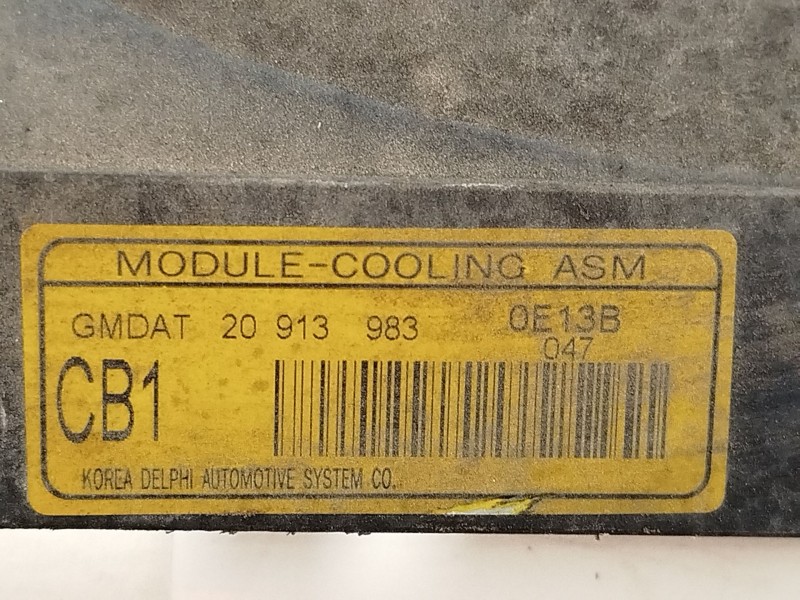 MODULE-COOLING ASM
GMDAT 20 913 983 0E13B
047
CB1
KOREA DELPHI AUTOMOTIVE SYSTEM CO.